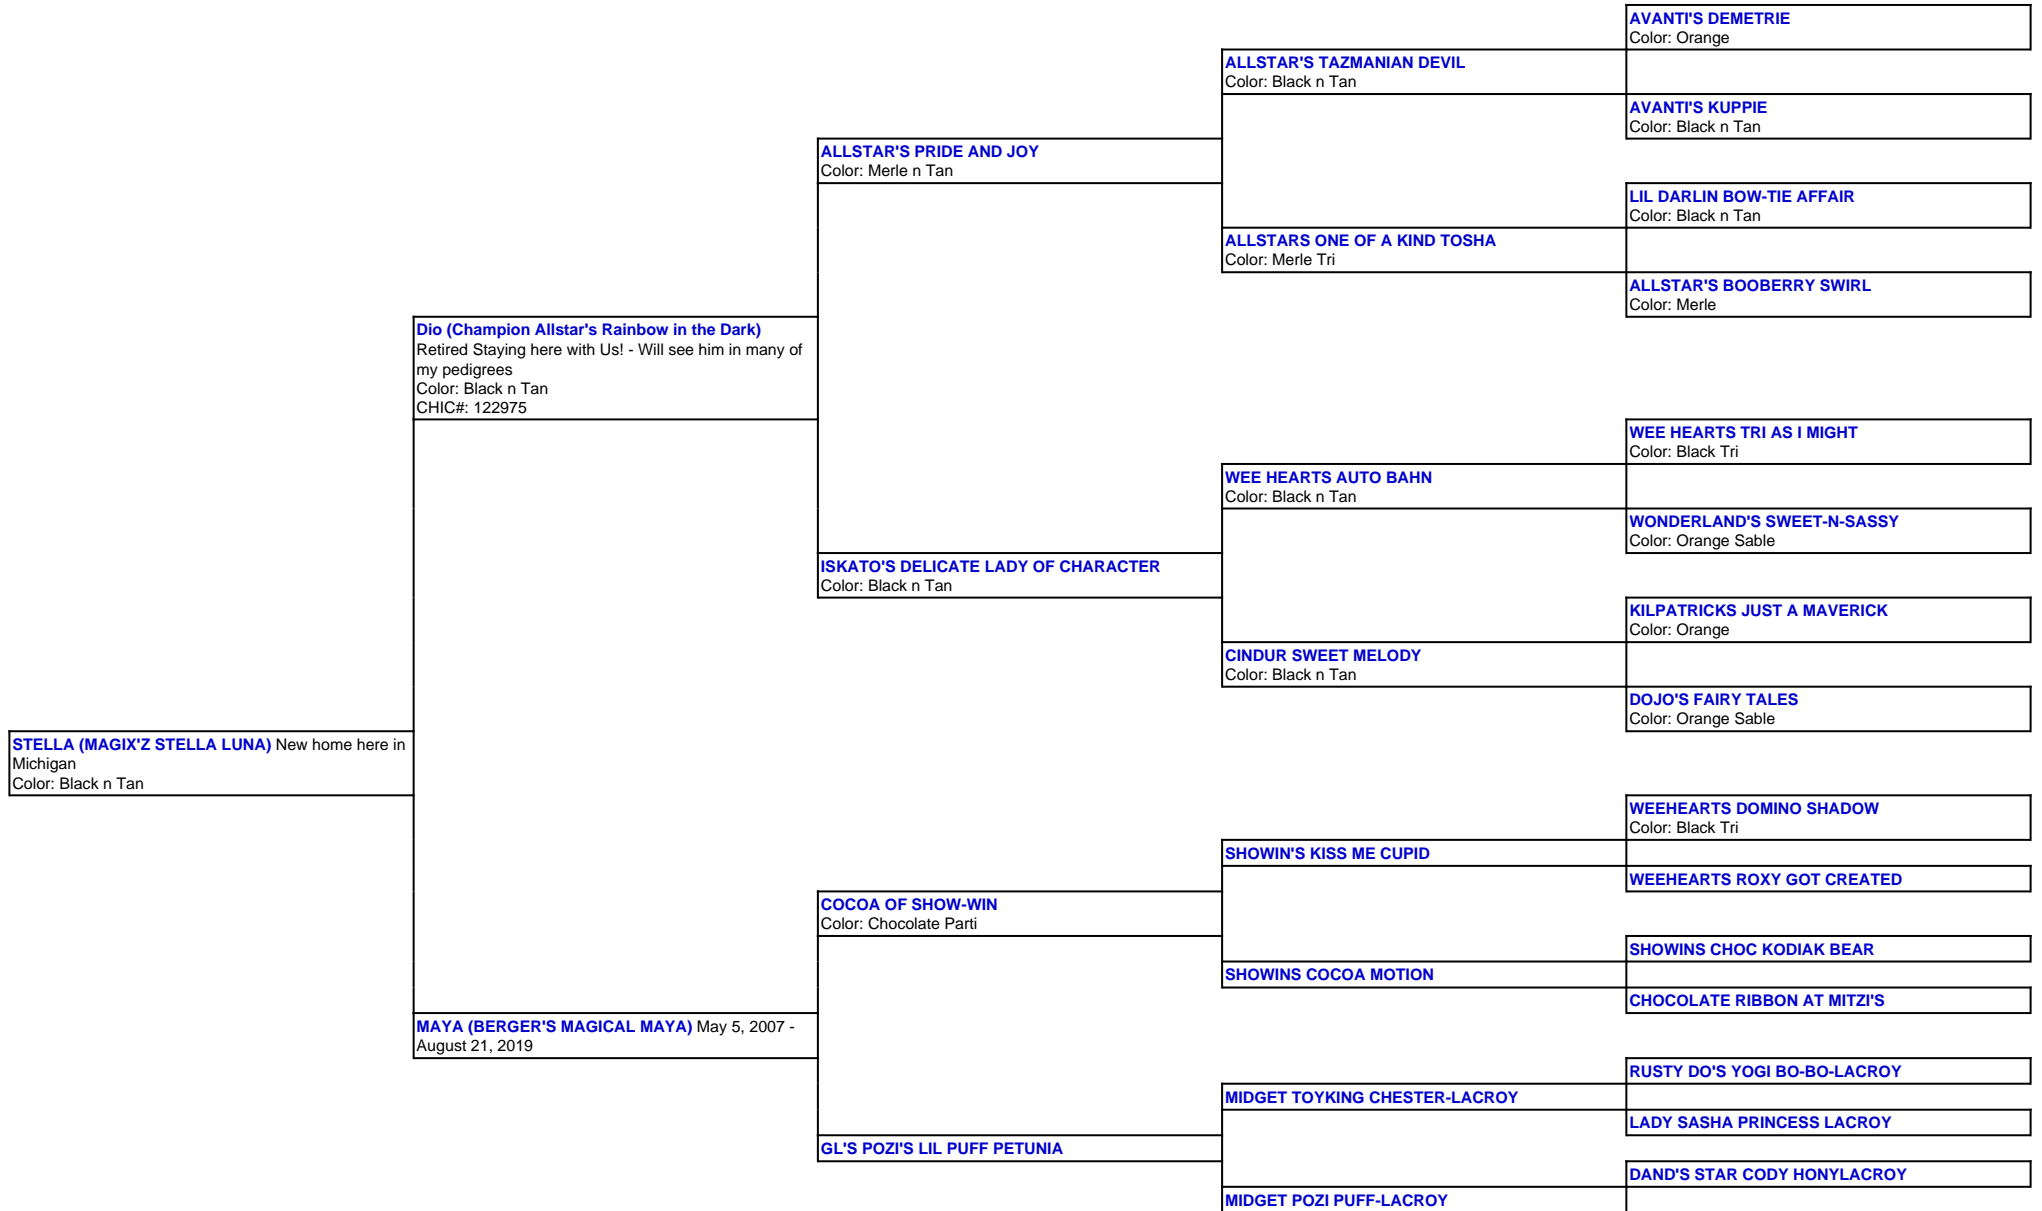 AVANTI'S DEMETRIE
Color: Orange
ALLSTAR'S TAZMANIAN DEVIL
Color: Black n Tan
AVANTI'S KUPPIE
Color: Black n Tan
ALLSTAR'S PRIDE AND JOY
Color: Merle n Tan
LIL DARLIN BOW-TIE AFFAIR
Color: Black n Tan
ALLSTARS ONE OF A KIND TOSHA
Color: Merle Tri
ALLSTAR'S BOOBERRY SWIRL
Color: Merle
Dio (Champion Allstar's Rainbow in the Dark)
Retired Staying here with Us! - Will see him in many of
my pedigrees
Color: Black n Tan
CHIC#: 122975
WEE HEARTS TRI AS I MIGHT
Color: Black Tri
WEE HEARTS AUTO BAHN
Color: Black n Tan
WONDERLAND'S SWEET-N-SASSY
Color: Orange Sable
ISKATO'S DELICATE LADY OF CHARACTER
Color: Black n Tan
KILPATRICKS JUST A MAVERICK
Color: Orange
CINDUR SWEET MELODY
Color: Black n Tan
DOJO'S FAIRY TALES
Color: Orange Sable
STELLA (MAGIX'Z STELLA LUNA) New home here in
Michigan
Color: Black n Tan
WEEHEARTS DOMINO SHADOW
Color: Black Tri
SHOWIN'S KISS ME CUPID
WEEHEARTS ROXY GOT CREATED
COCOA OF SHOW-WIN
Color: Chocolate Parti
SHOWINS CHOC KODIAK BEAR
SHOWINS COCOA MOTION
CHOCOLATE RIBBON AT MITZI'S
MAYA (BERGER'S MAGICAL MAYA) May 5, 2007 -
August 21, 2019
RUSTY DO'S YOGI BO-BO-LACROY
MIDGET TOYKING CHESTER-LACROY
LADY SASHA PRINCESS LACROY
GL'S POZI'S LIL PUFF PETUNIA
DAND'S STAR CODY HONYLACROY
MIDGET POZI PUFF-LACROY